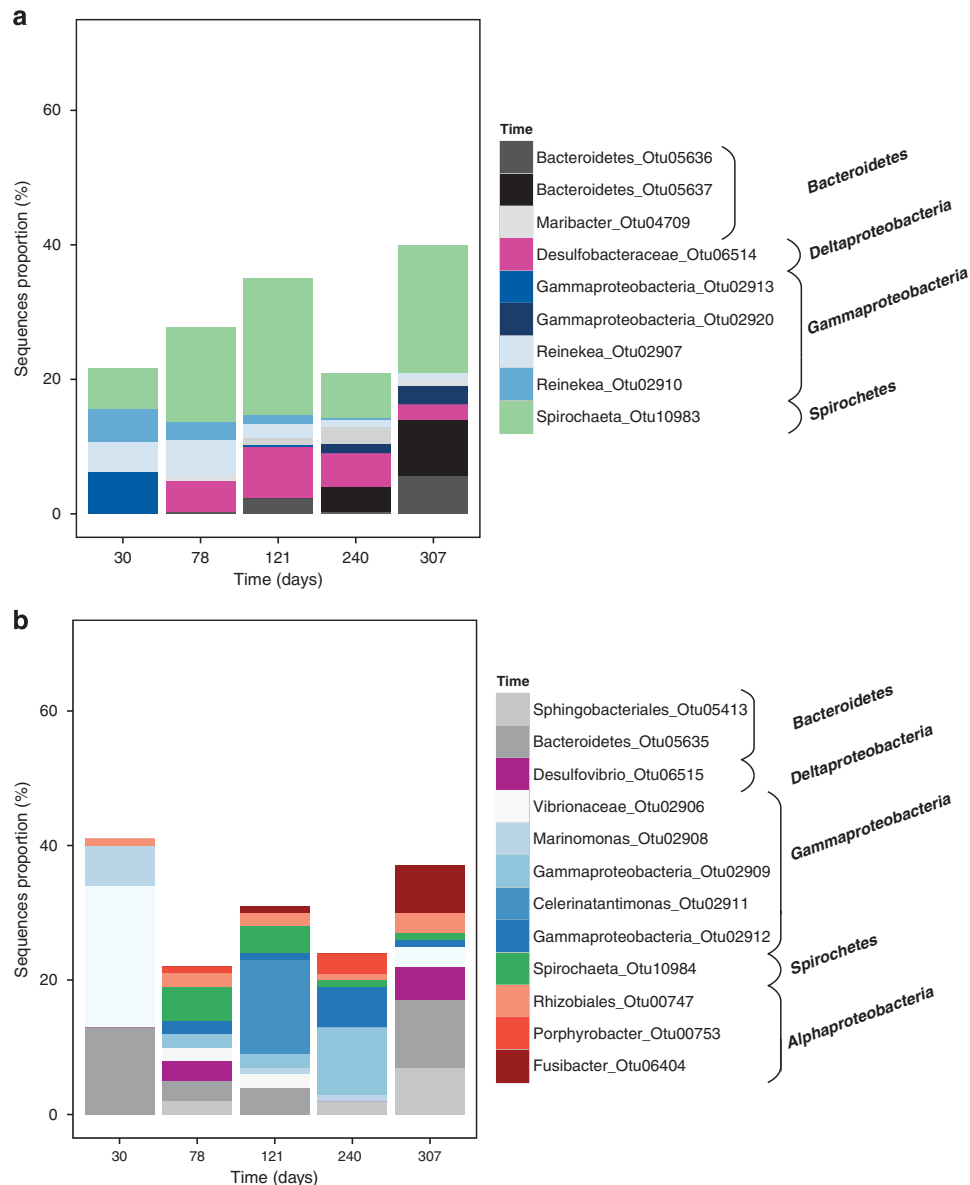 a
60
40
20
0
Sequences proportion (%)
30 78 121 240 307
Time (days)
Time
Bacteroidetes_Otu05636
Bacteroidetes_Otu05637
Maribacter_Otu04709
Desulfobacteraceae_Otu06514
Gammaproteobacteria_Otu02913
Gammaproteobacteria_Otu02920
Reinekea_Otu02907
Reinekea_Otu02910
Spirochaeta_Otu10983
Bacteroidetes
Deltaproteobacteria
Gammaproteobacteria
Spirochetes
b
60
40
20
0
Sequences proportion (%)
30 78 121 240 307
Time (days)
Time
Sphingobacteriales_Otu05413
Bacteroidetes_Otu05635
Desulfovibrio_Otu06515
Vibrionaceae_Otu02906
Marinomonas_Otu02908
Gammaproteobacteria_Otu02909
Celerinatantimonas_Otu02911
Gammaproteobacteria_Otu02912
Spirochaeta_Otu10984
Rhizobiales_Otu00747
Porphyrobacter_Otu00753
Fusibacter_Otu06404
Bacteroidetes
Deltaproteobacteria
Gammaproteobacteria
Spirochetes
Alphaproteobacteria